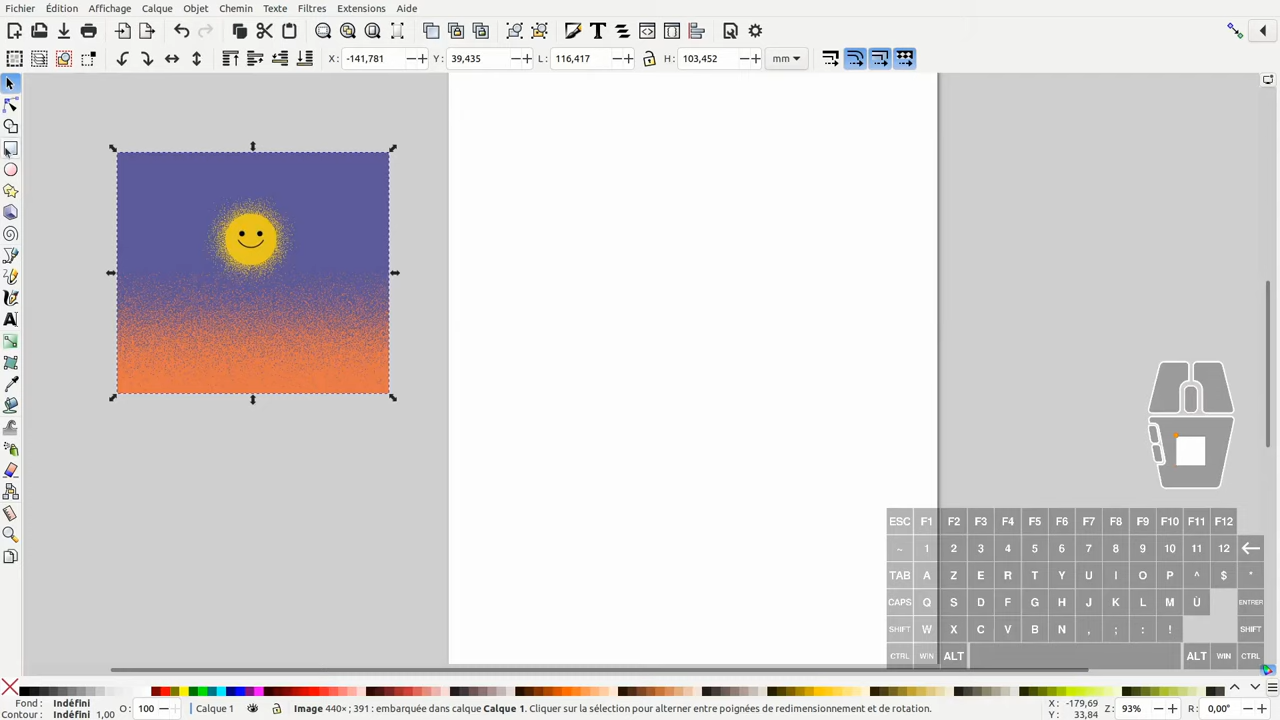 Fichier Édition Affichage Calque Objet Chemin Texte Filtres Extensions Aide
X: -141,781 Y: 39,435 L: 116,417 H: 103,452 mm
ESC F1 F2 F3 F4 F5 F6 F7 F8 F9 F10 F11 F12
~ 1 2 3 4 5 6 7 8 9 10 11 12
TAB A Z E R T Y U I O P ^ $ *
CAPS Q S D F G H J K L M Ü ENTRER
SHIFT W X C V B N , ; : ! SHIFT
CTRL WIN ALT ALT WIN CTRL
Fond : Indéfini
Contour : Indéfini 1,00
O: 100
Calque 1
Image 440× ; 391 : embarquée dans calque Calque 1. Cliquer sur la sélection pour alterner entre poignées de redimensionnement et de rotation.
X: -179,69
Y: 33,84
Z: 93%
R: 0,00°